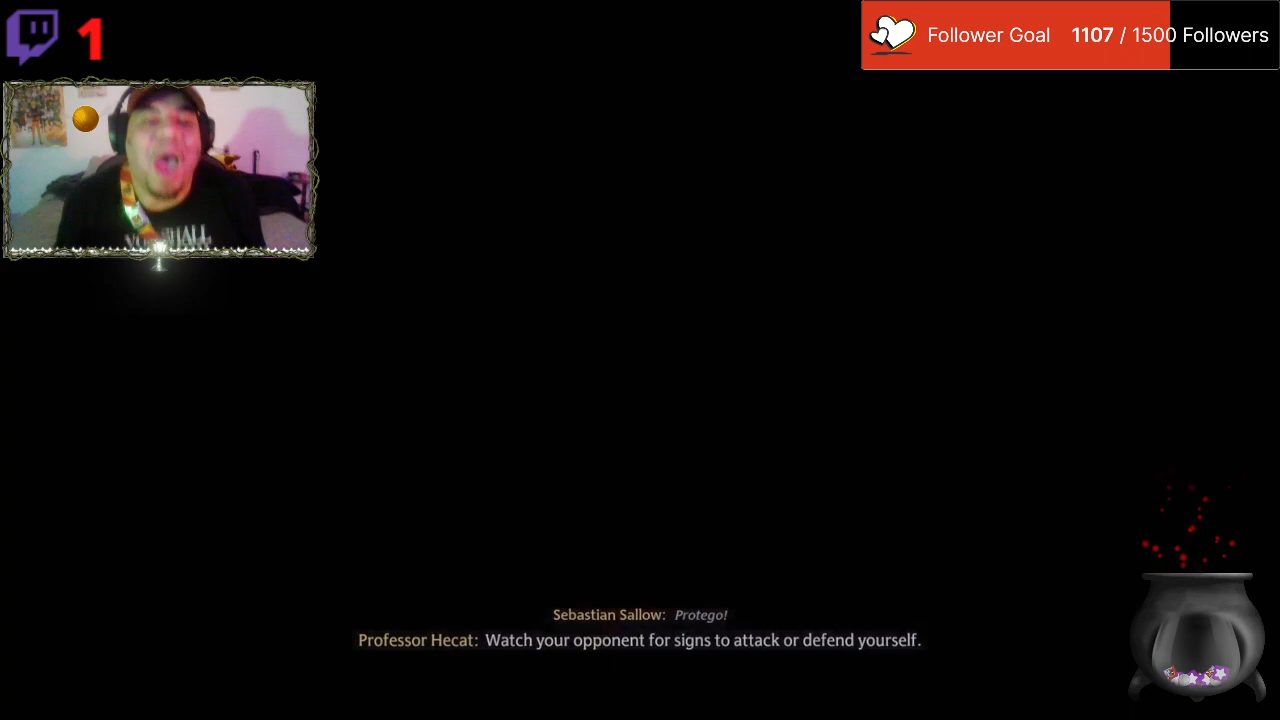 1
Follower Goal 1107 / 1500 Followers
Sebastian Sallow: Protego!
Professor Hecat: Watch your opponent for signs to attack or defend yourself.